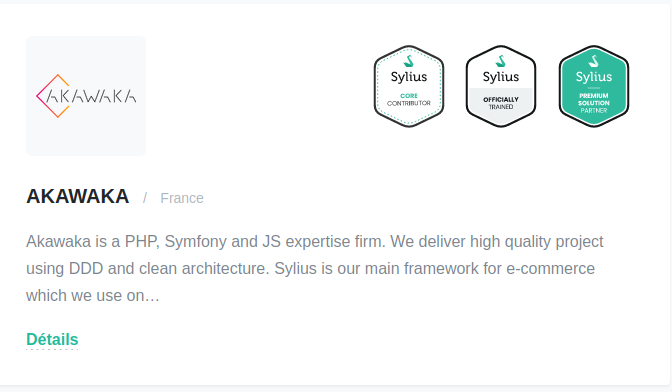 AKAWAKA
Sylius
CORE
CONTRIBUTOR
Sylius
OFFICIALLY
TRAINED
Sylius
PREMIUM
SOLUTION
PARTNER
AKAWAKA / France
Akawaka is a PHP, Symfony and JS expertise firm. We deliver high quality project
using DDD and clean architecture. Sylius is our main framework for e-commerce
which we use on…
Détails